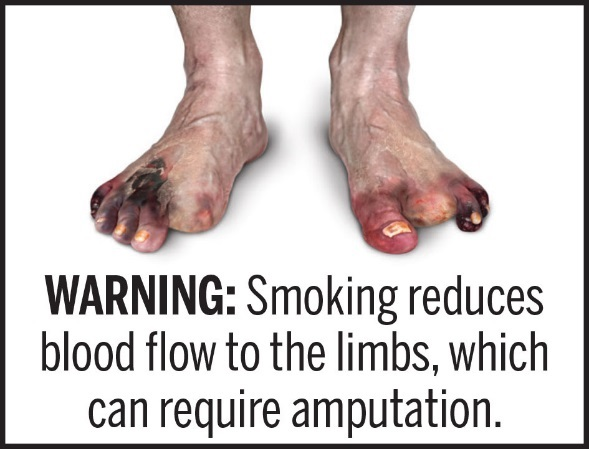 WARNING: Smoking reduces
blood flow to the limbs, which
can require amputation.